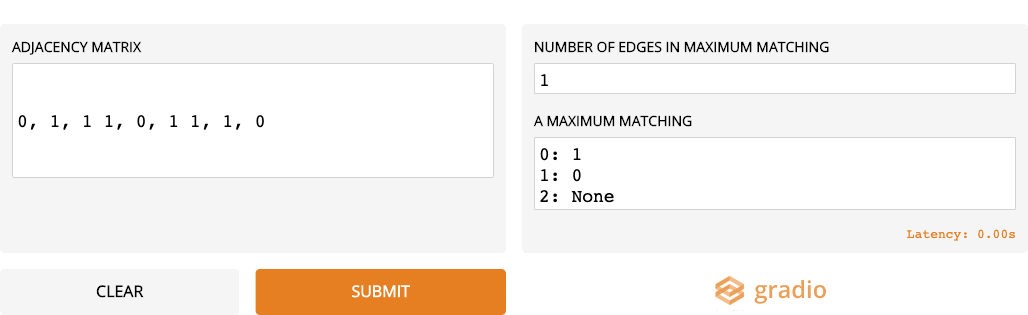 ADJACENCY MATRIX
0, 1, 1 1, 0, 1 1, 1, 0
NUMBER OF EDGES IN MAXIMUM MATCHING
1
A MAXIMUM MATCHING
0: 1
1: 0
2: None
Latency: 0.00s
CLEAR
SUBMIT
gradio